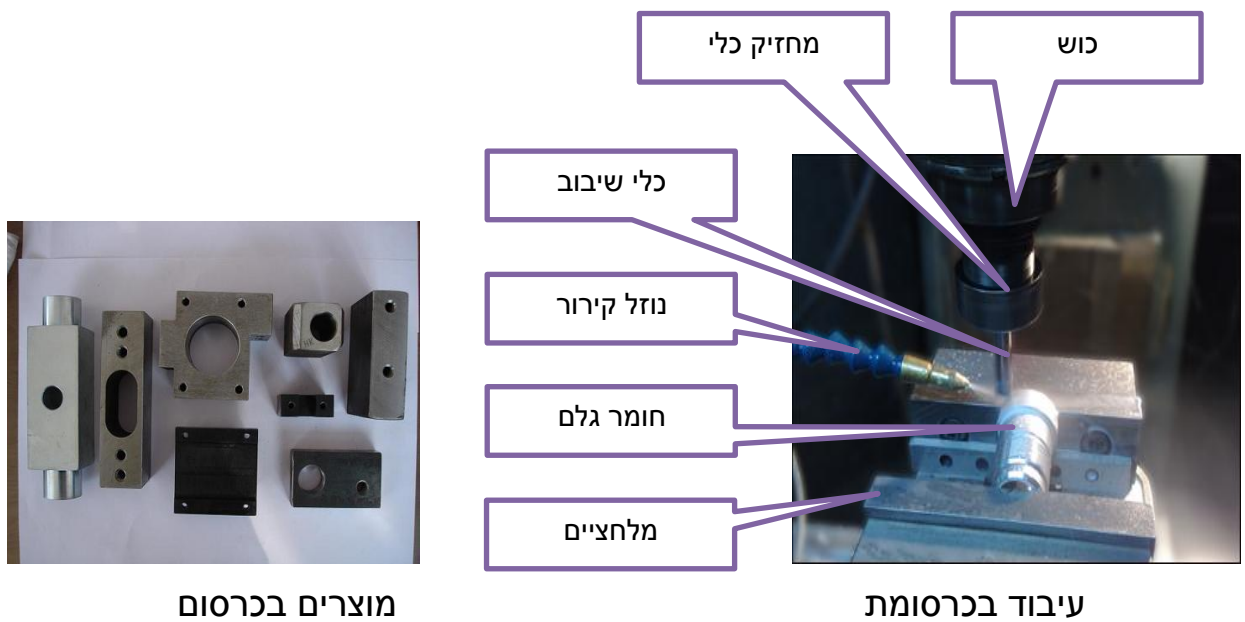 כוש
מחזיק כלי
כלי שיבוב
נוזל קירור
חומר גלם
מלחציים
עיבוד בכרסומת
מוצרים בכרסום